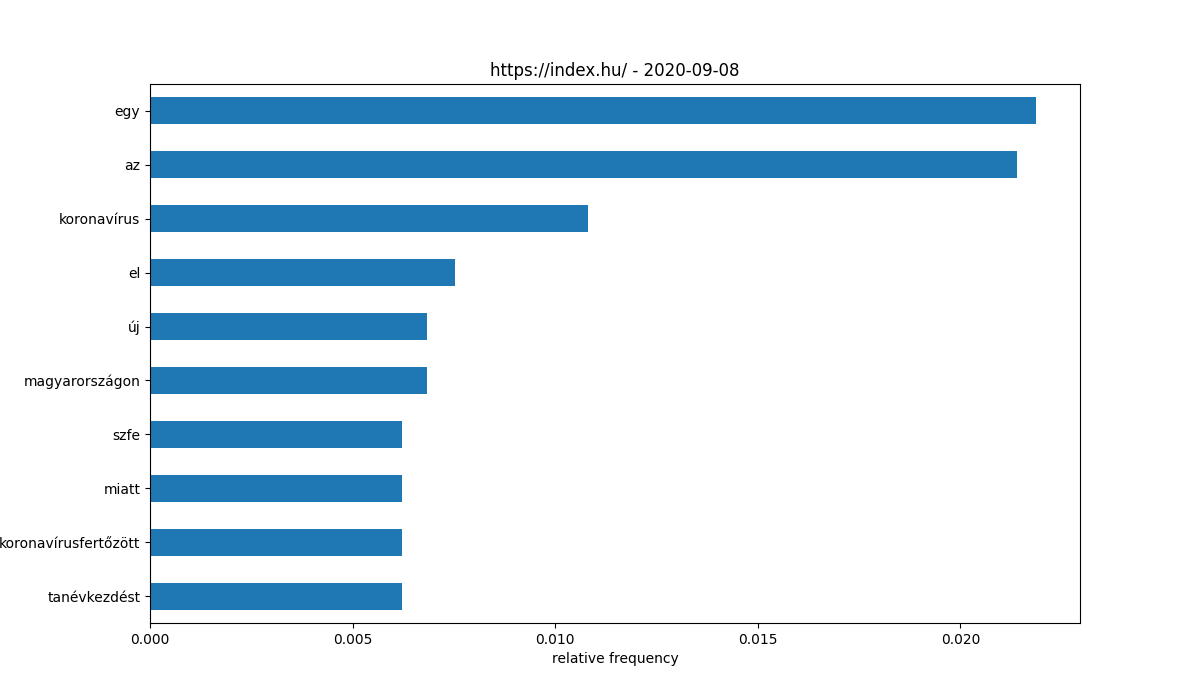 https://index.hu/ - 2020-09-08
egy
az
koronavírus
el
új
magyarországon
szfe
miatt
koronavírusfertőzött
tanévkezdést
0.000 0.005 0.010 0.015 0.020
relative frequency